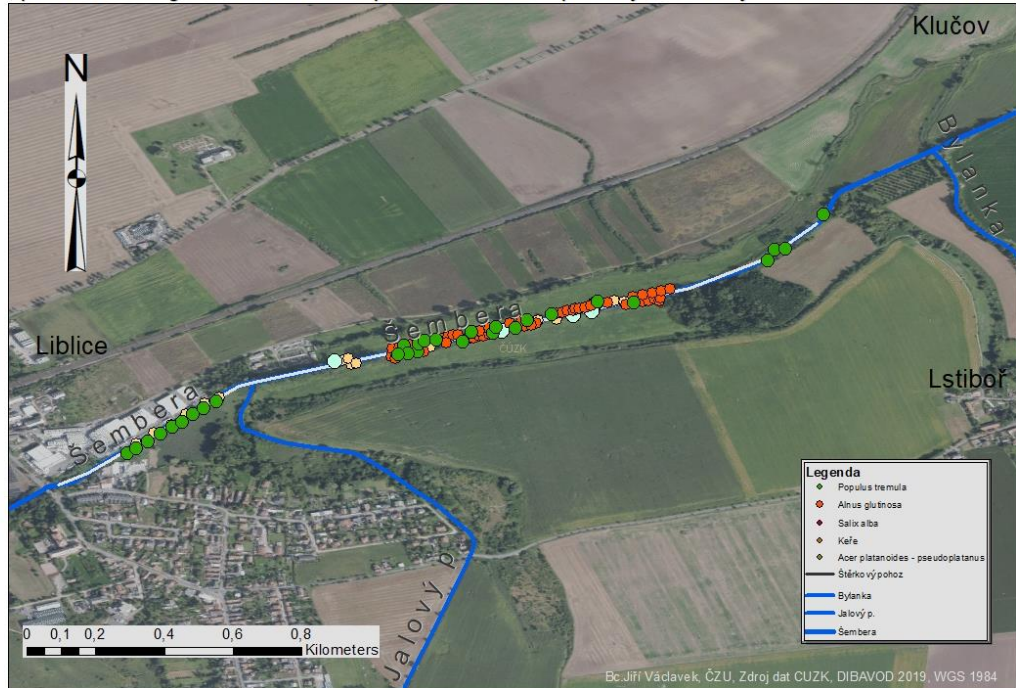 Klučov
N
Bylanka
Šembera
ČUZK
Liblice
Šembera
Lstiboř
Jalový p.
Legenda
Populus tremula
Alnus glutinosa
Salix alba
Keře
Acer platanoides - pseudoplatanus
Štěrkový pohoz
Bylanka
Jalový p.
Šembera
0 0,1 0,2 0,4 0,6 0,8
Kilometers
Bc.Jiří Václavek, ČZU, Zdroj dat CUZK, DIBAVOD 2019, WGS 1984